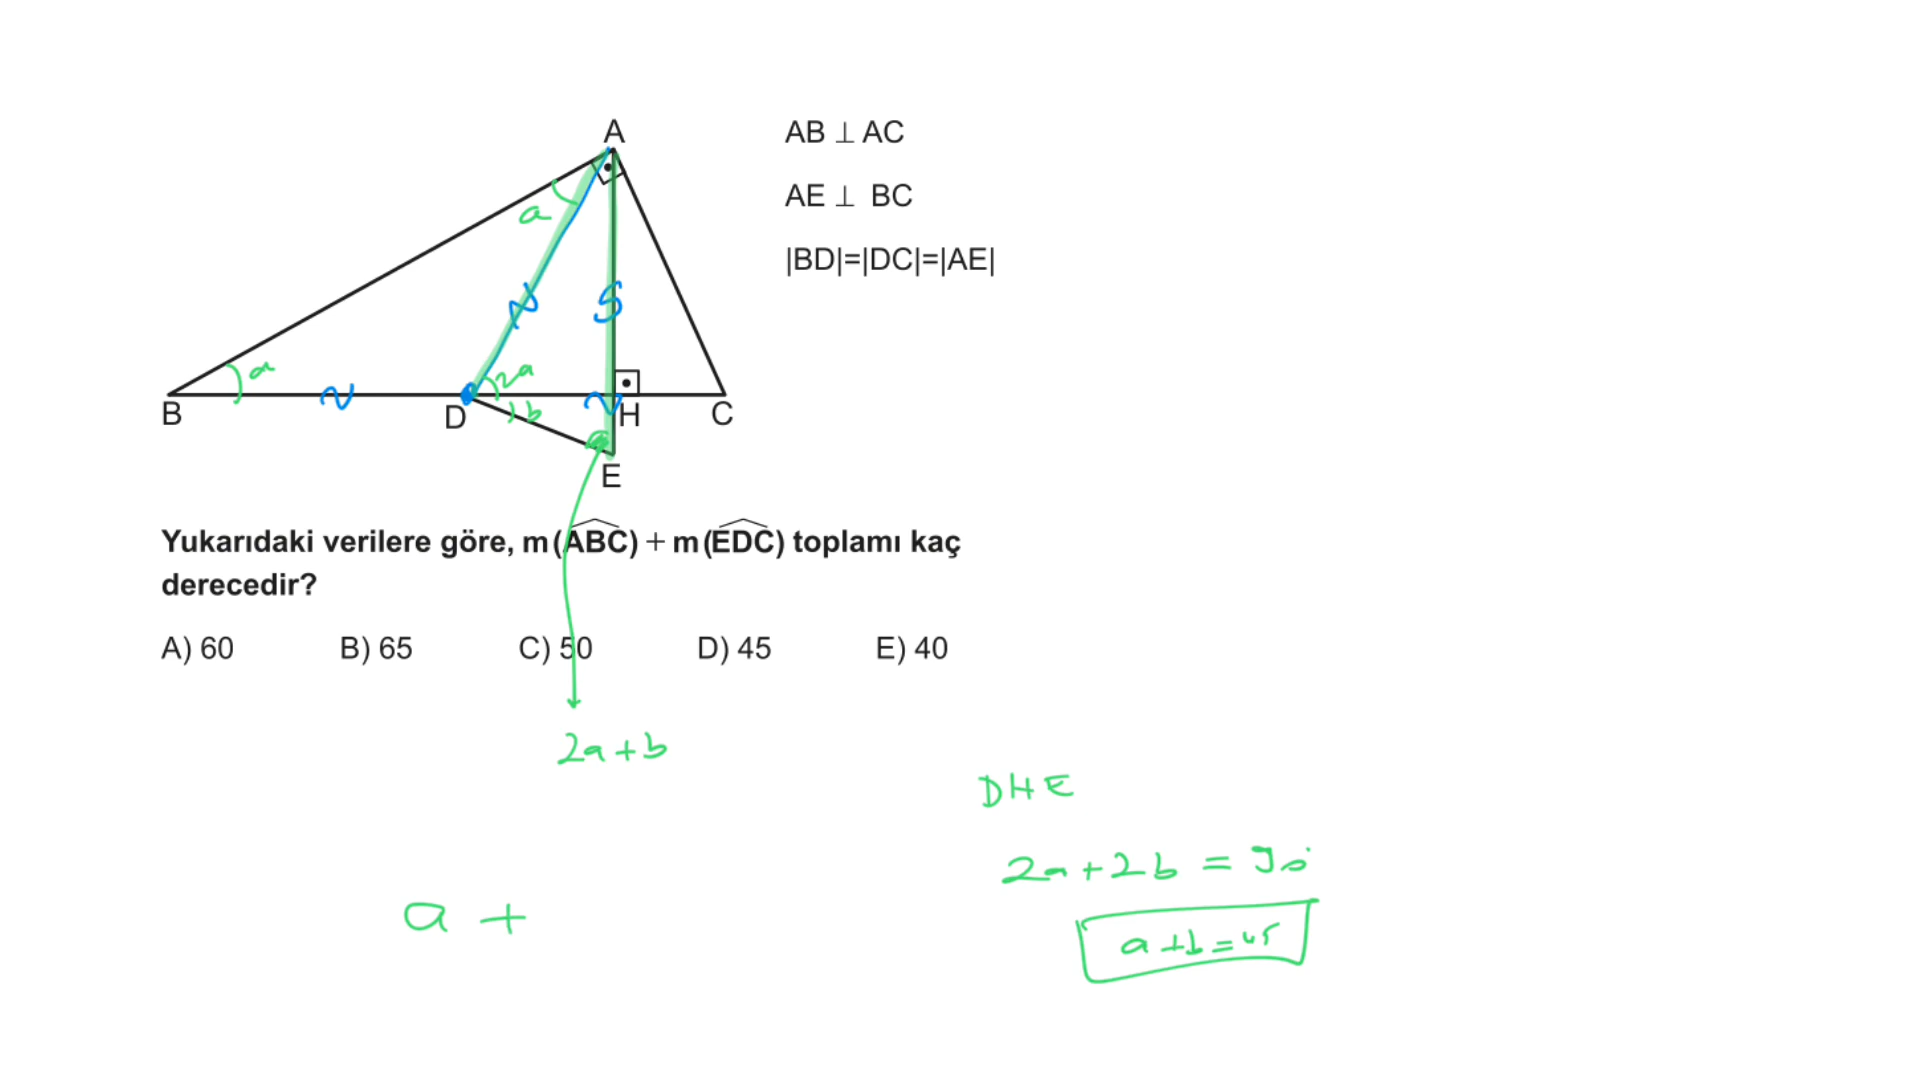 A
AB ⊥ AC
AE ⊥ BC
|BD|=|DC|=|AE|
a
a
2a
b
B
D
H
C
E
Yukarıdaki verilere göre, m(ABC) + m(EDC) toplamı kaç
derecedir?
A) 60 B) 65 C) 50 D) 45 E) 40
2a+b
DHE
2a+2b = 90
a +
a+b=45